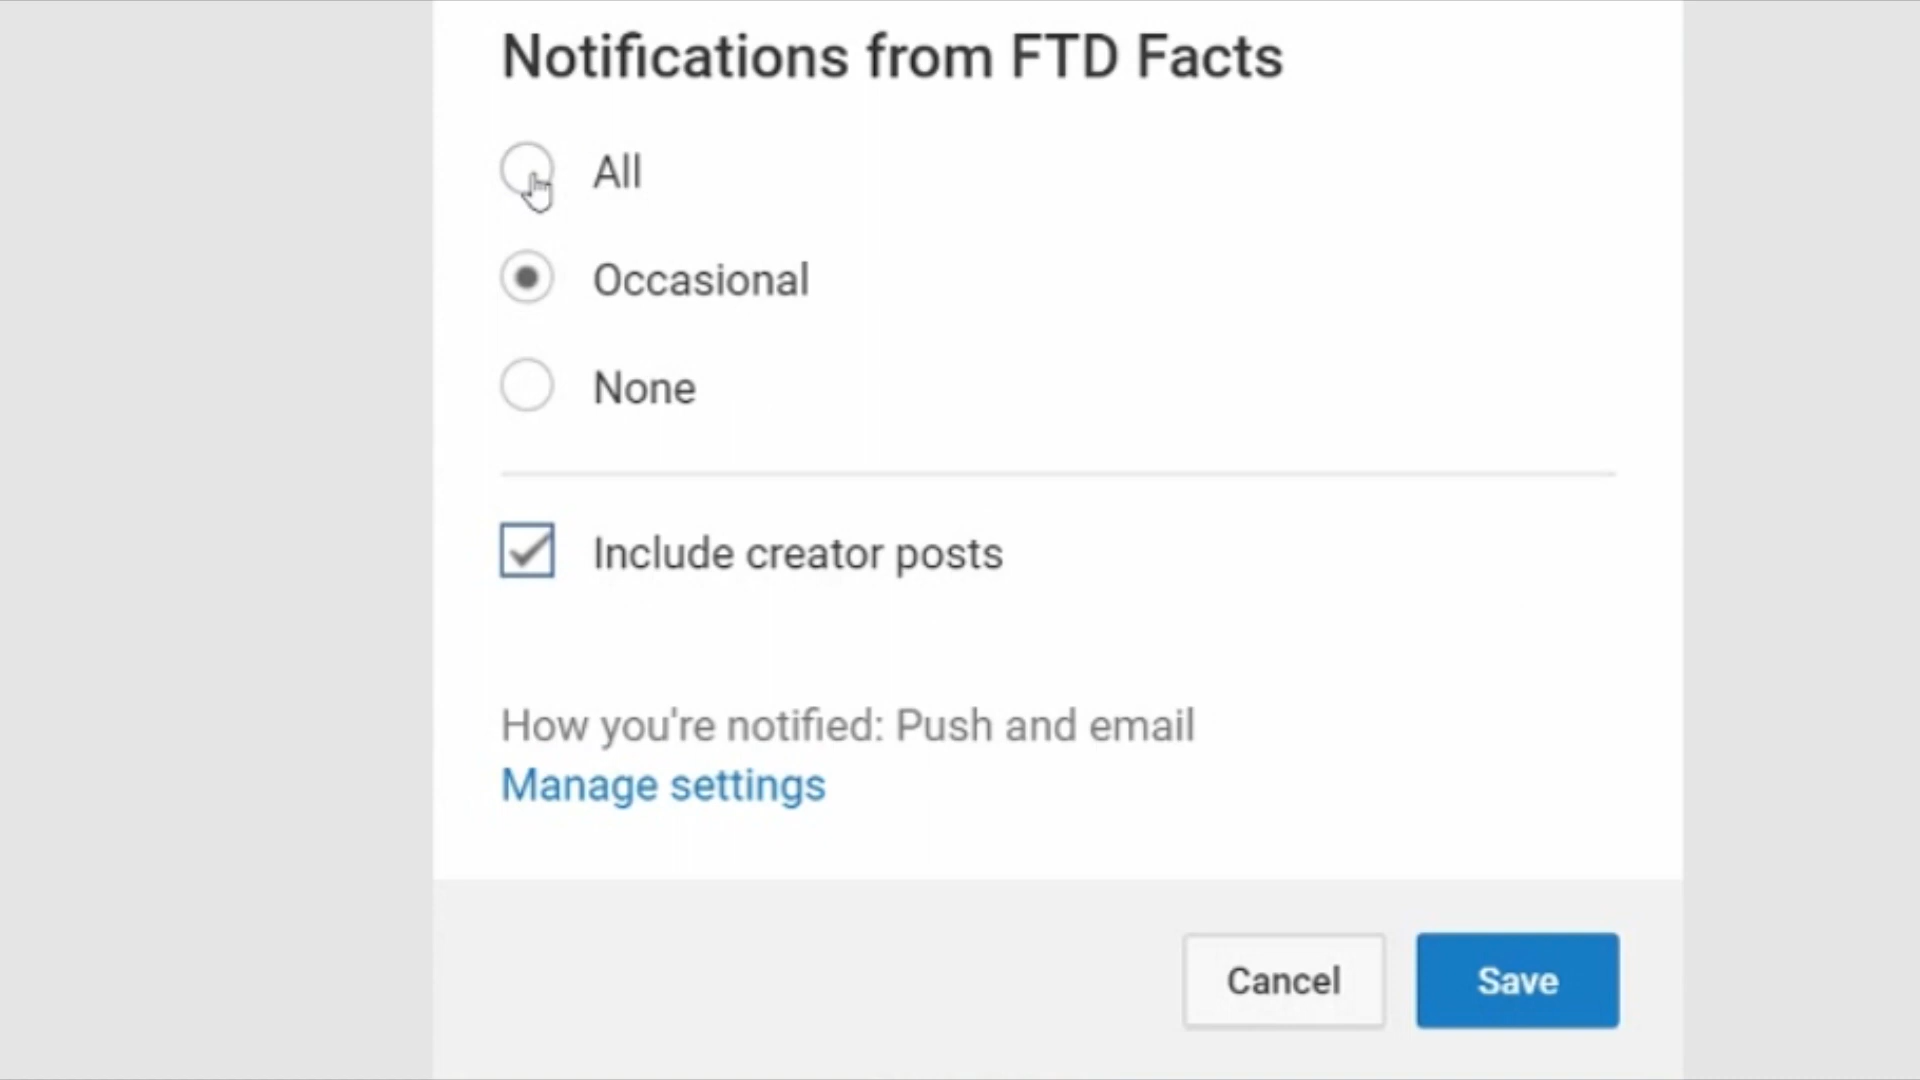 Notifications from FTD Facts
All
Occasional
None
Include creator posts
How you're notified: Push and email
Manage settings
Cancel
Save